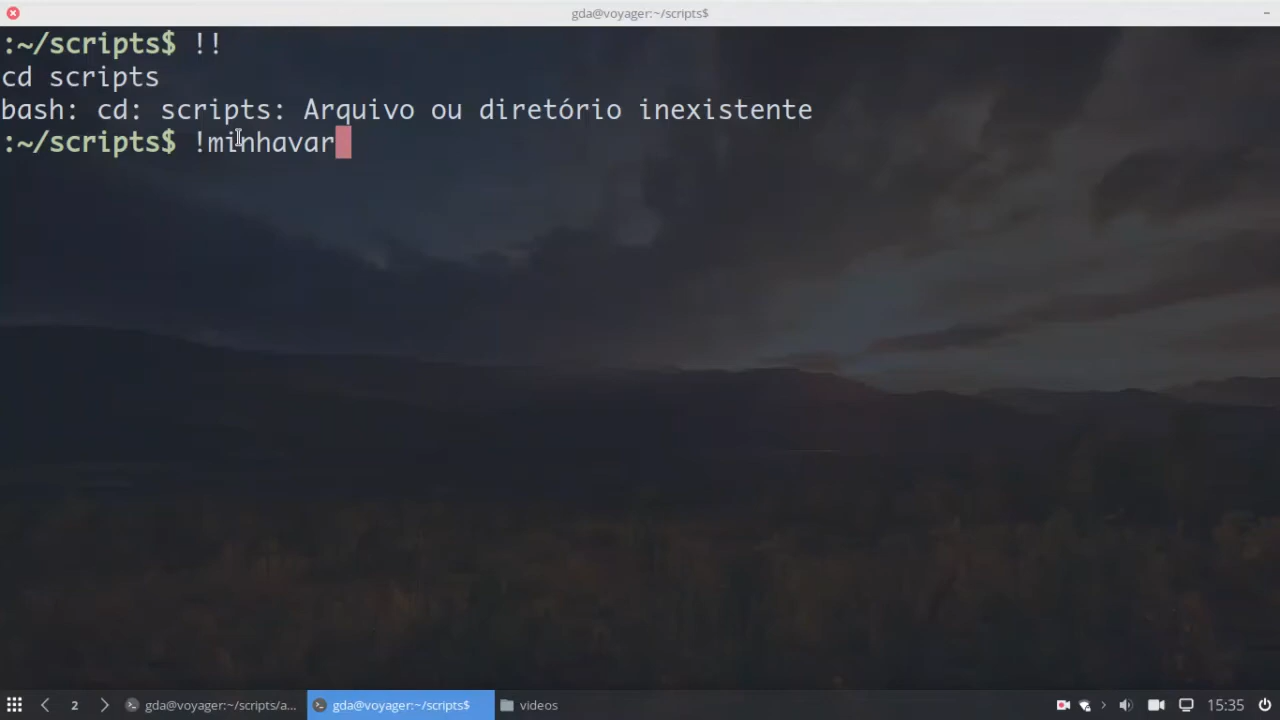 gda@voyager:~/scripts$
:~/scripts$ !!
cd scripts
bash: cd: scripts: Arquivo ou diretório inexistente
:~/scripts$ !minhavar
2
gda@voyager:~/scripts/a...
gda@voyager:~/scripts$
videos
15:35